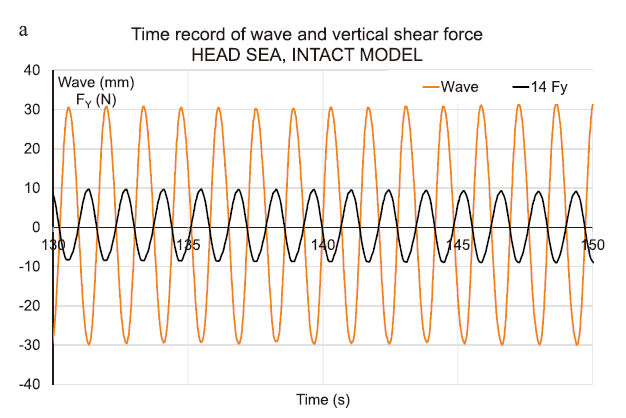 a
Time record of wave and vertical shear force
HEAD SEA, INTACT MODEL
40
Wave (mm)
F_Y (N)
Wave
14 Fy
30
20
10
0
130
135
140
145
150
-10
-20
-30
-40
Time (s)